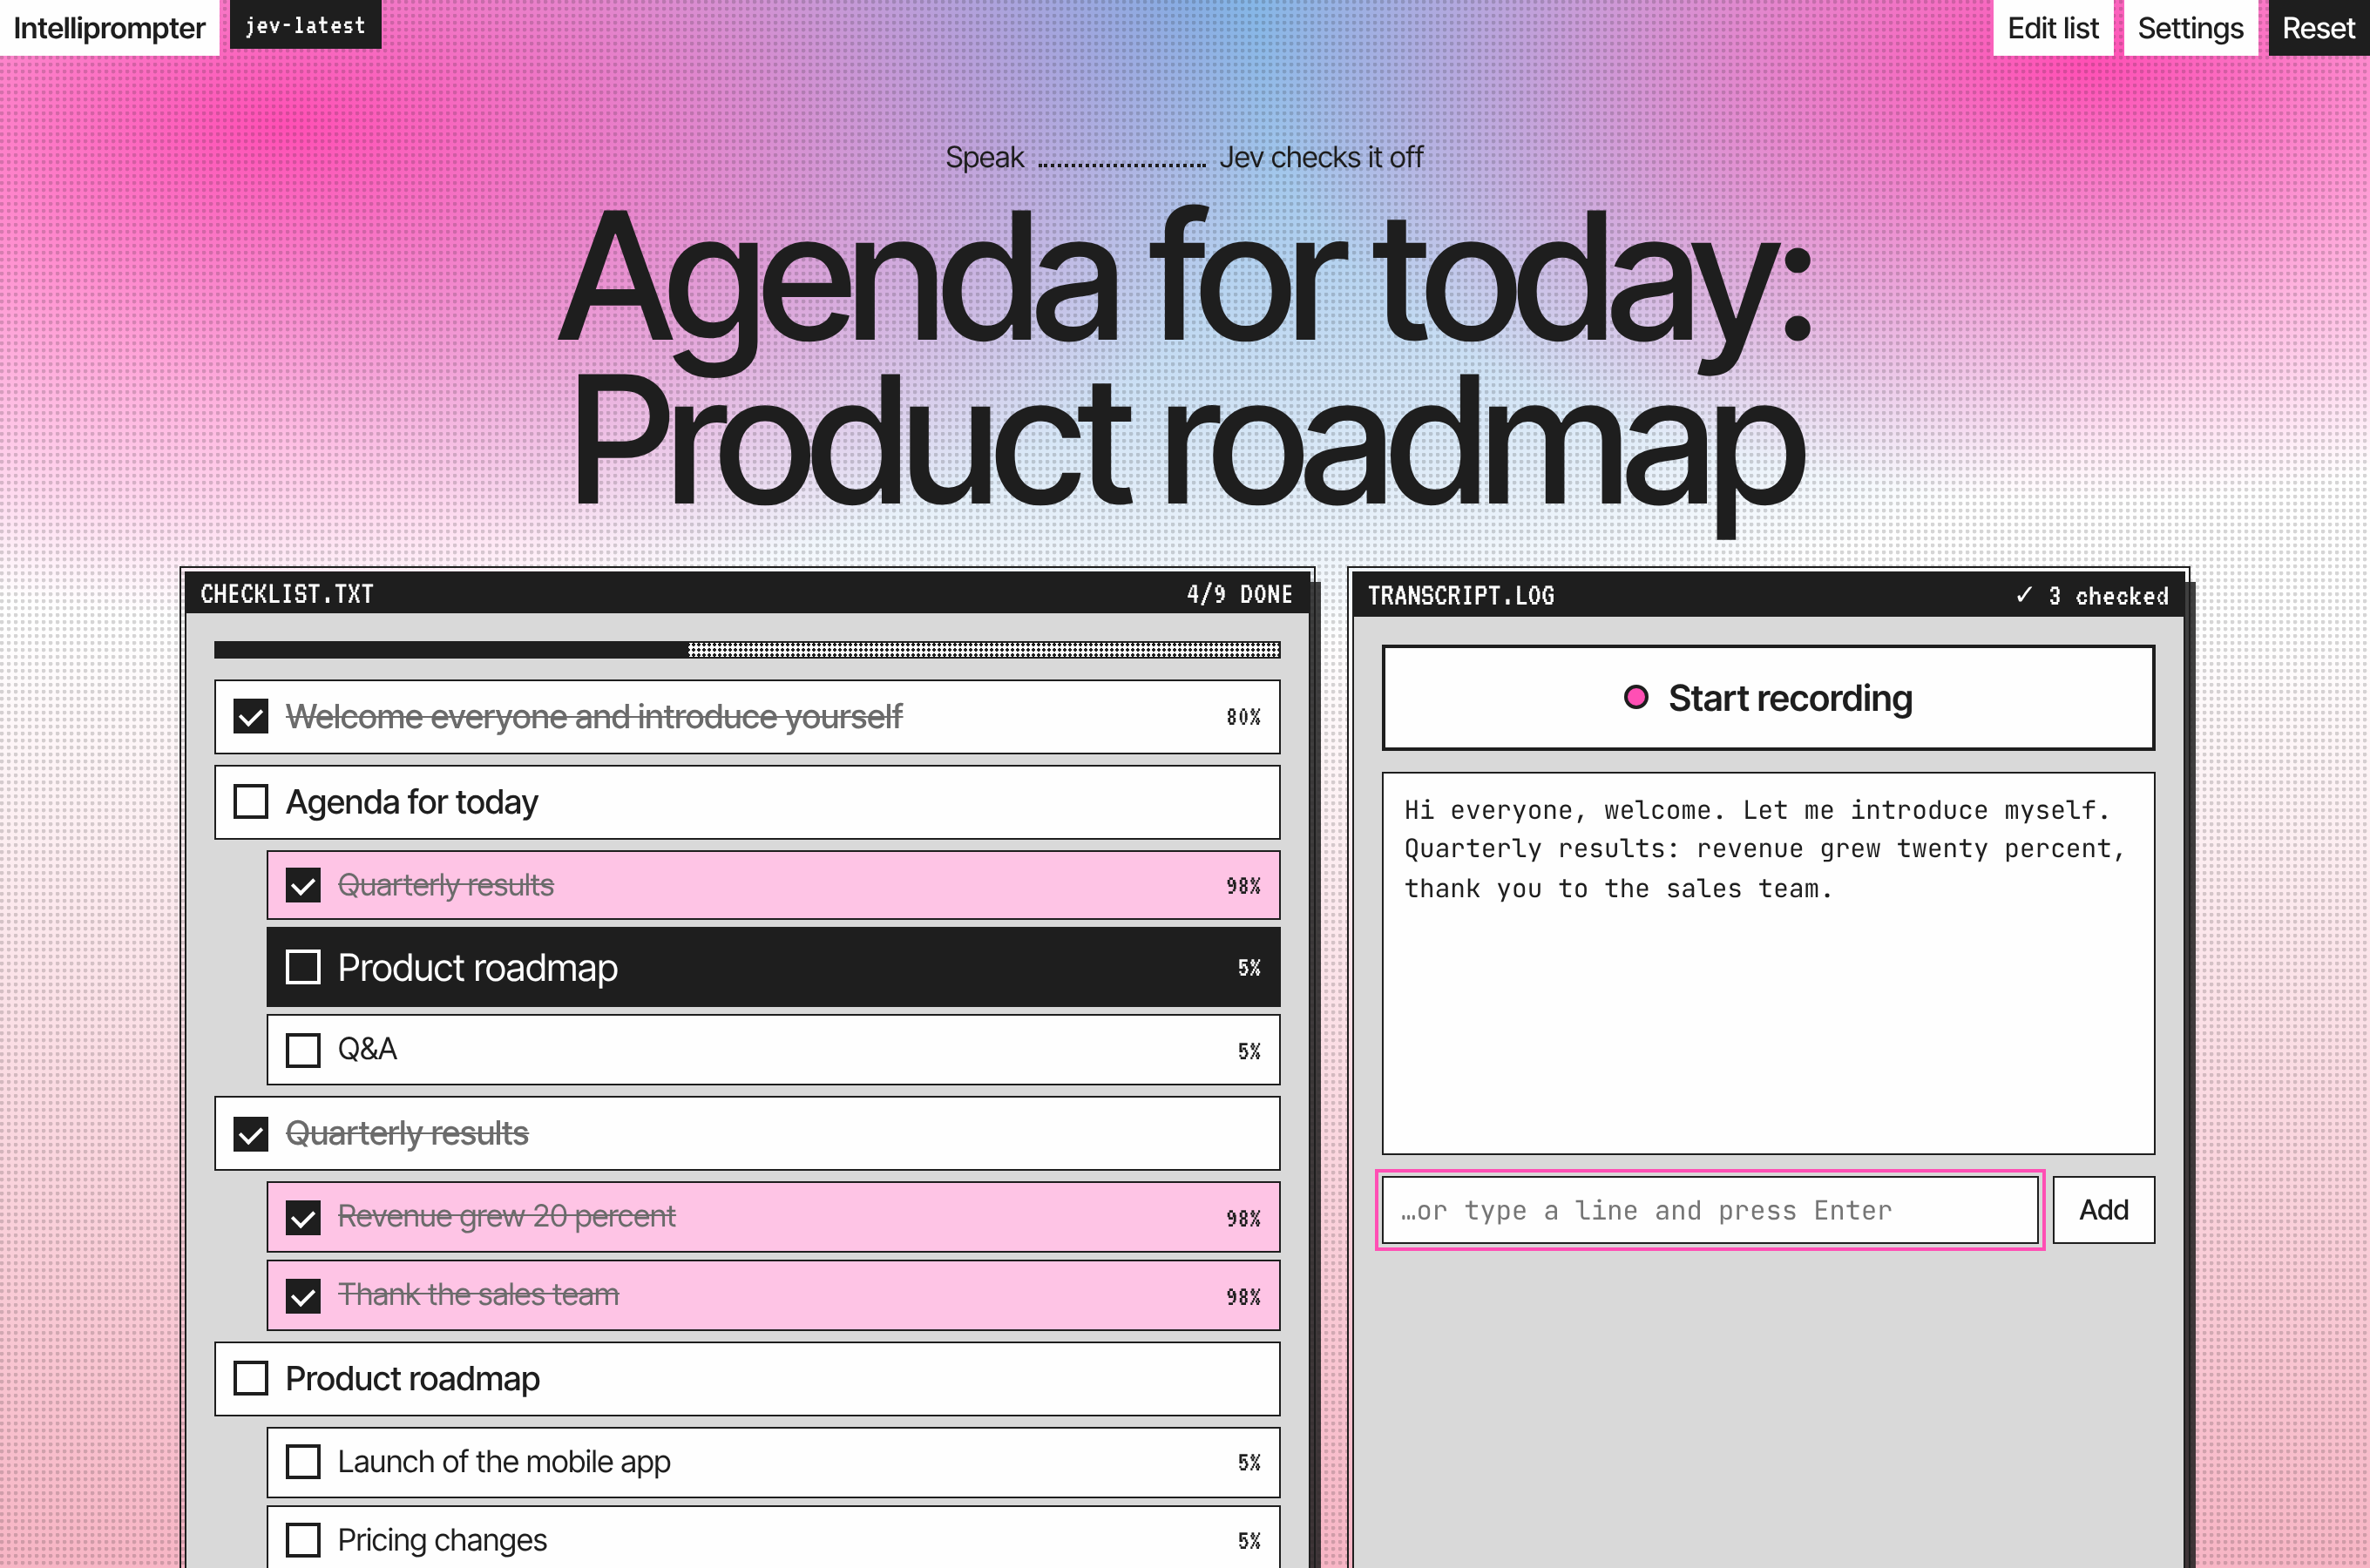 Intelliprompter
jev-latest
Edit list
Settings
Reset
Speak
Jev checks it off
Agenda for today:
Product roadmap
CHECKLIST.TXT
4/9 DONE
Welcome everyone and introduce yourself
80%
Agenda for today
Quarterly results
98%
Product roadmap
5%
Q&A
5%
Quarterly results
Revenue grew 20 percent
98%
Thank the sales team
98%
Product roadmap
Launch of the mobile app
5%
Pricing changes
5%
TRANSCRIPT.LOG
✓ 3 checked
Start recording
Hi everyone, welcome. Let me introduce myself.
Quarterly results: revenue grew twenty percent,
thank you to the sales team.
…or type a line and press Enter
Add